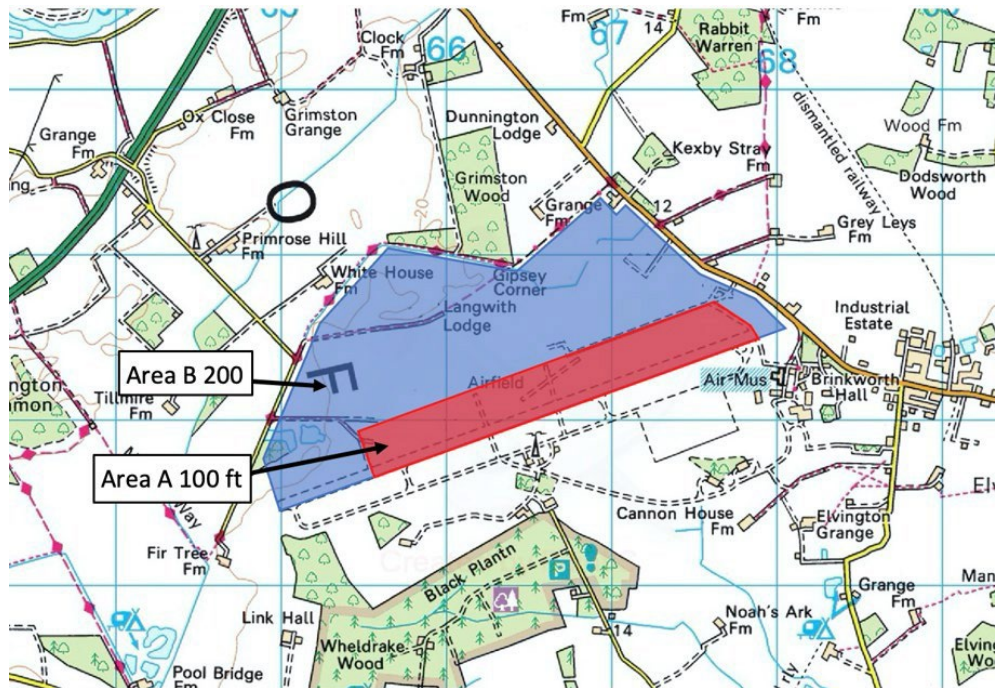 65
66
67
68
Clock
Fm
Fm
14
Rabbit
Warren
Ox Close
Fm
Grimston
Grange
Grange
Fm
Dunnington
Lodge
Kexby Stray
Fm
dismantled railway
Wood Fm
Dodsworth
Wood
Grimston
Wood
20
Grange
Fm
12
Primrose Hill
Fm
Grey Leys
Fm
White House
Fm
Gipsey
Corner
Langwith
Lodge
Industrial
Estate
Area B 200
F
Airfield
Air Mus
Brinkworth
Hall
Tillmire
Fm
Area A 100 ft
Way
Cannon House
Fm
Elvington
Grange
Fir Tree
Fm
Black Plantn
P
Grange
Fm
Link Hall
Noah's Ark
Fm
14
Wheldrake
Wood
Pool Bridge
Fm